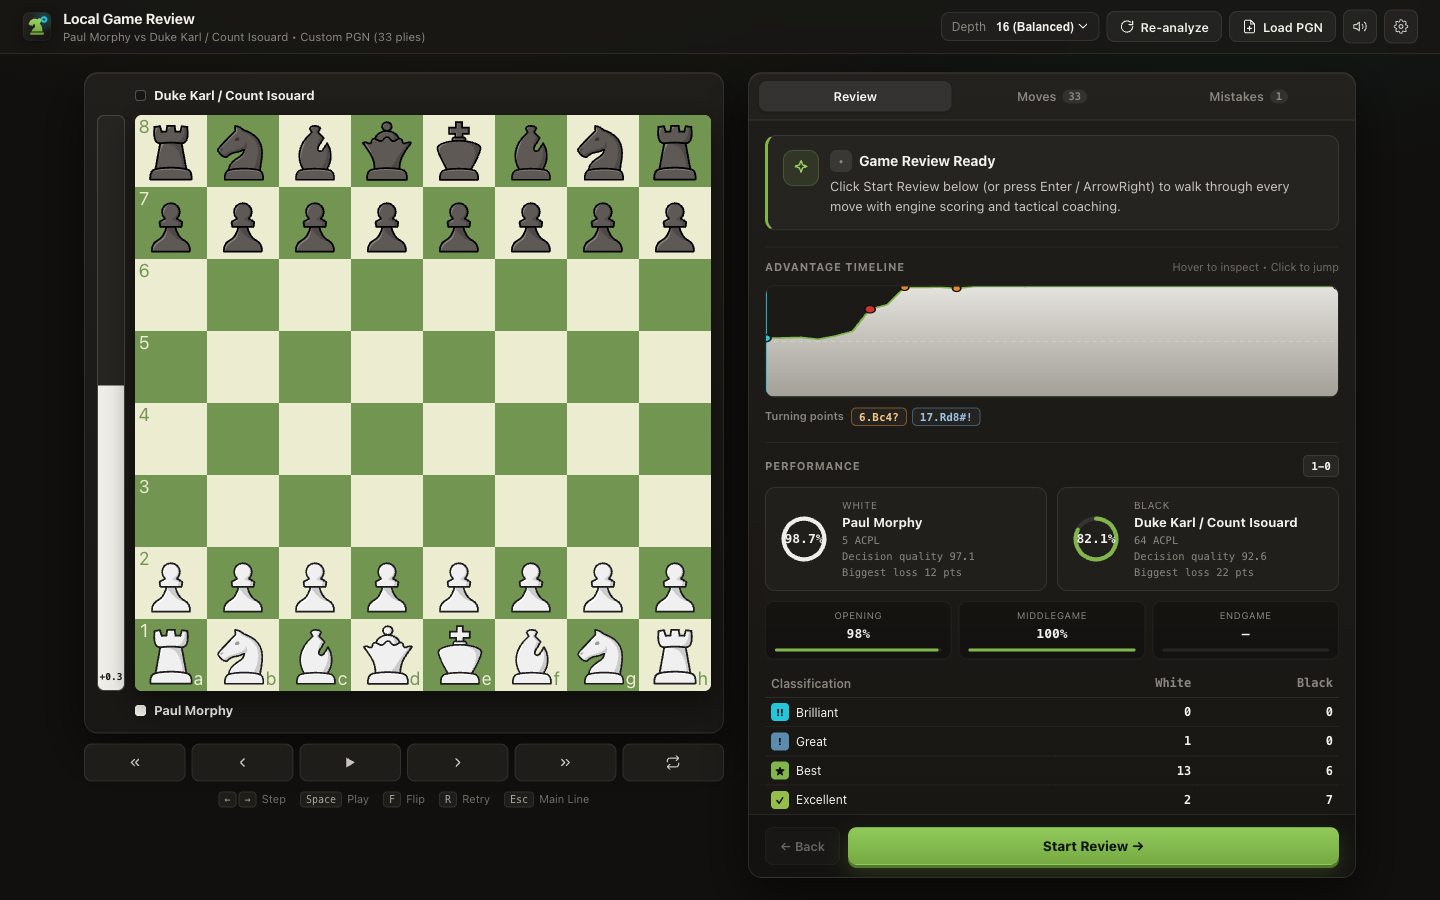 Local Game Review
Paul Morphy vs Duke Karl / Count Isouard • Custom PGN (33 plies)
Depth 16 (Balanced)
Re-analyze
Load PGN
Duke Karl / Count Isouard
8
7
6
5
4
3
2
1
a b c d e f g h
+0.3
Paul Morphy
«
‹
▶
›
»
← → Step Space Play F Flip R Retry Esc Main Line
Review
Moves 33
Mistakes 1
Game Review Ready
Click Start Review below (or press Enter / ArrowRight) to walk through every
move with engine scoring and tactical coaching.
ADVANTAGE TIMELINE
Hover to inspect • Click to jump
Turning points 6.Bc4? 17.Rd8#!
PERFORMANCE
1–0
98.7%
WHITE
Paul Morphy
5 ACPL
Decision quality 97.1
Biggest loss 12 pts
82.1%
BLACK
Duke Karl / Count Isouard
64 ACPL
Decision quality 92.6
Biggest loss 22 pts
OPENING
98%
MIDDLEGAME
100%
ENDGAME
–
Classification White Black
!! Brilliant 0 0
! Great 1 0
Best 13 6
Excellent 2 7
← Back
Start Review →